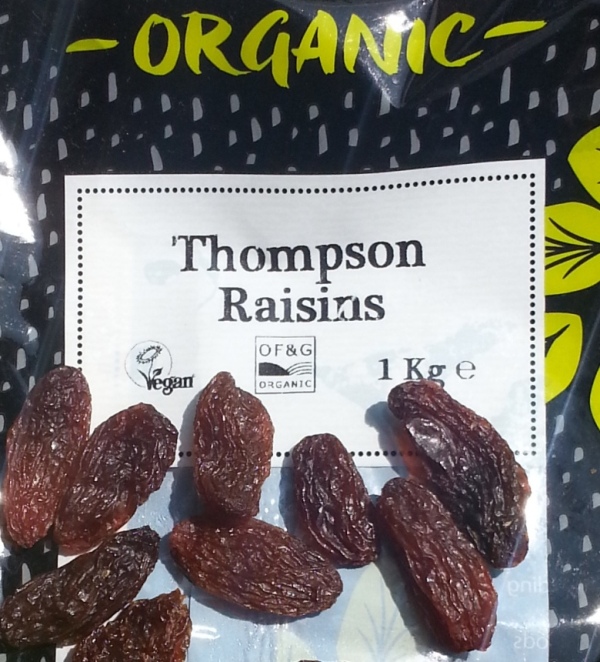 - ORGANIC -
Thompson
Raisins
Vegan
OF&G
ORGANIC
1 Kg e